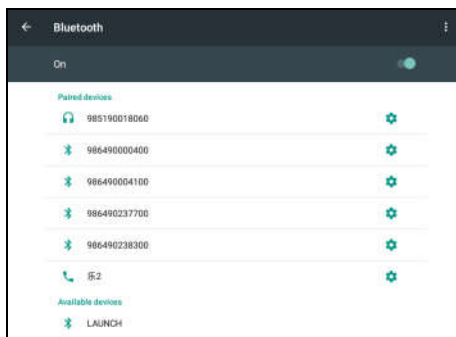 Bluetooth
On
Paired devices
985190018060
986490000400
986490004100
986490237700
986490238300
乐2
Available devices
LAUNCH